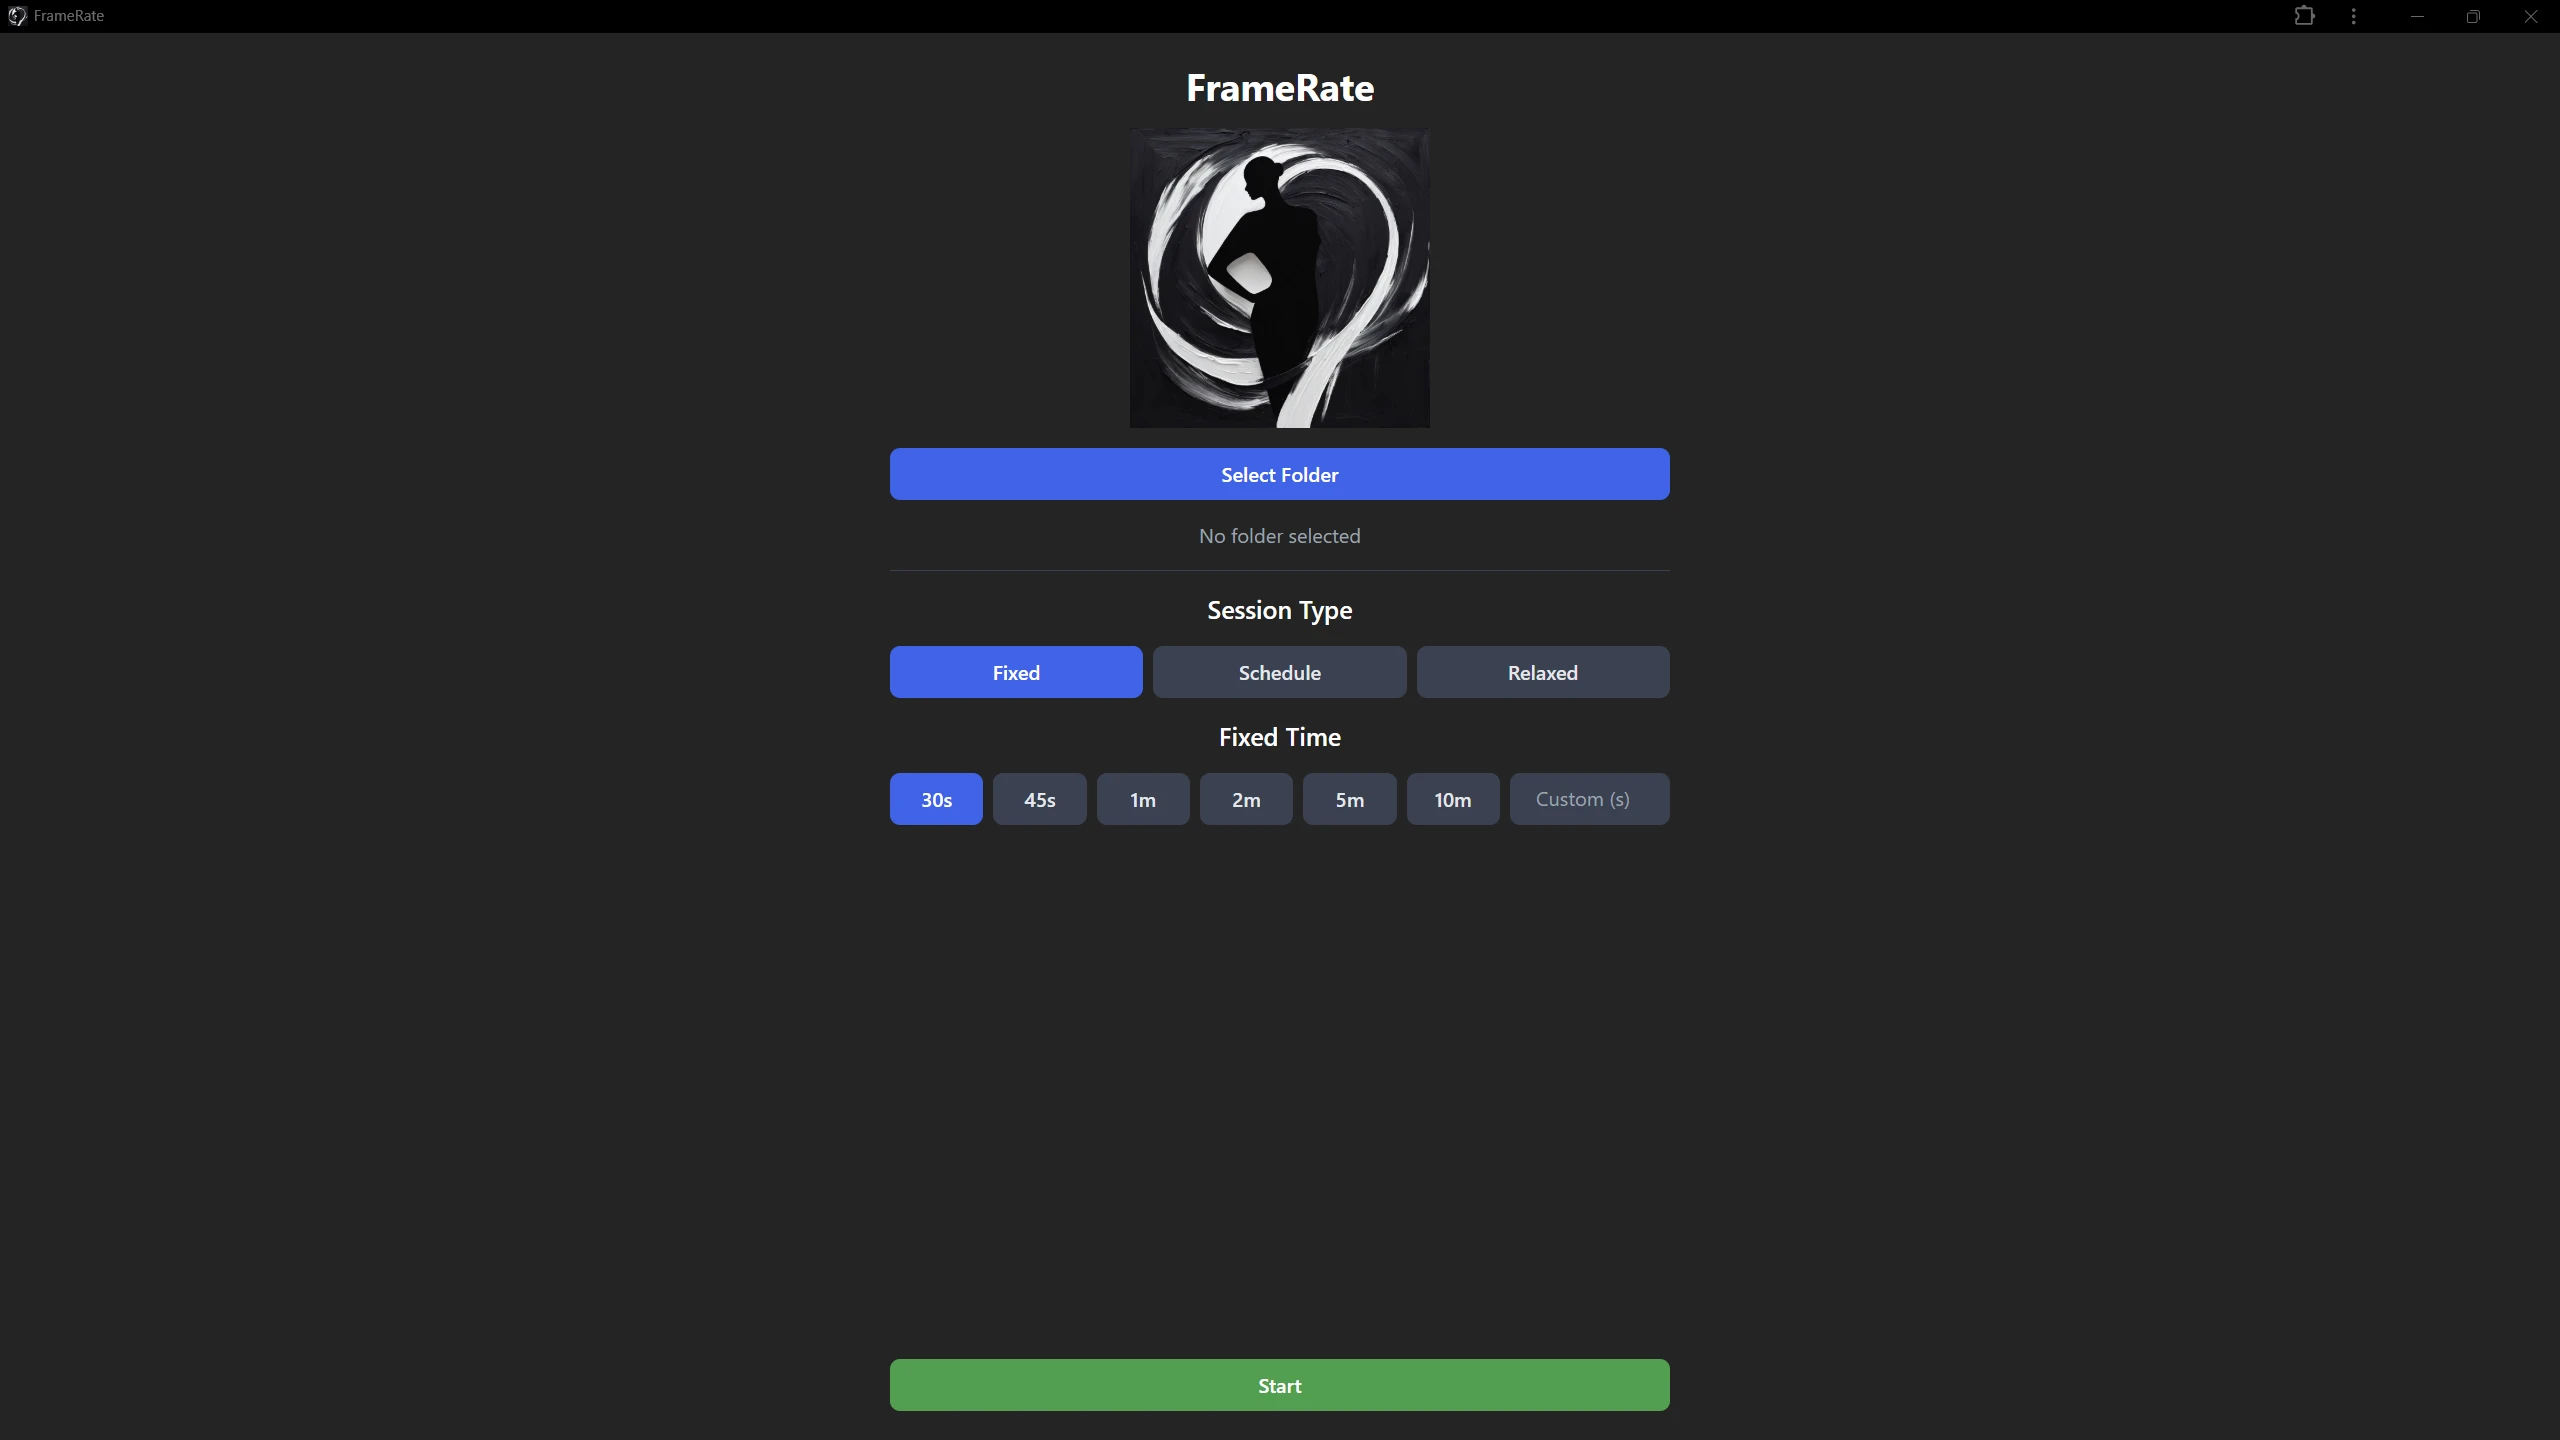 FrameRate
FrameRate
Select Folder
No folder selected
Session Type
Fixed Schedule Relaxed
Fixed Time
30s 45s 1m 2m 5m 10m Custom (s)
Start